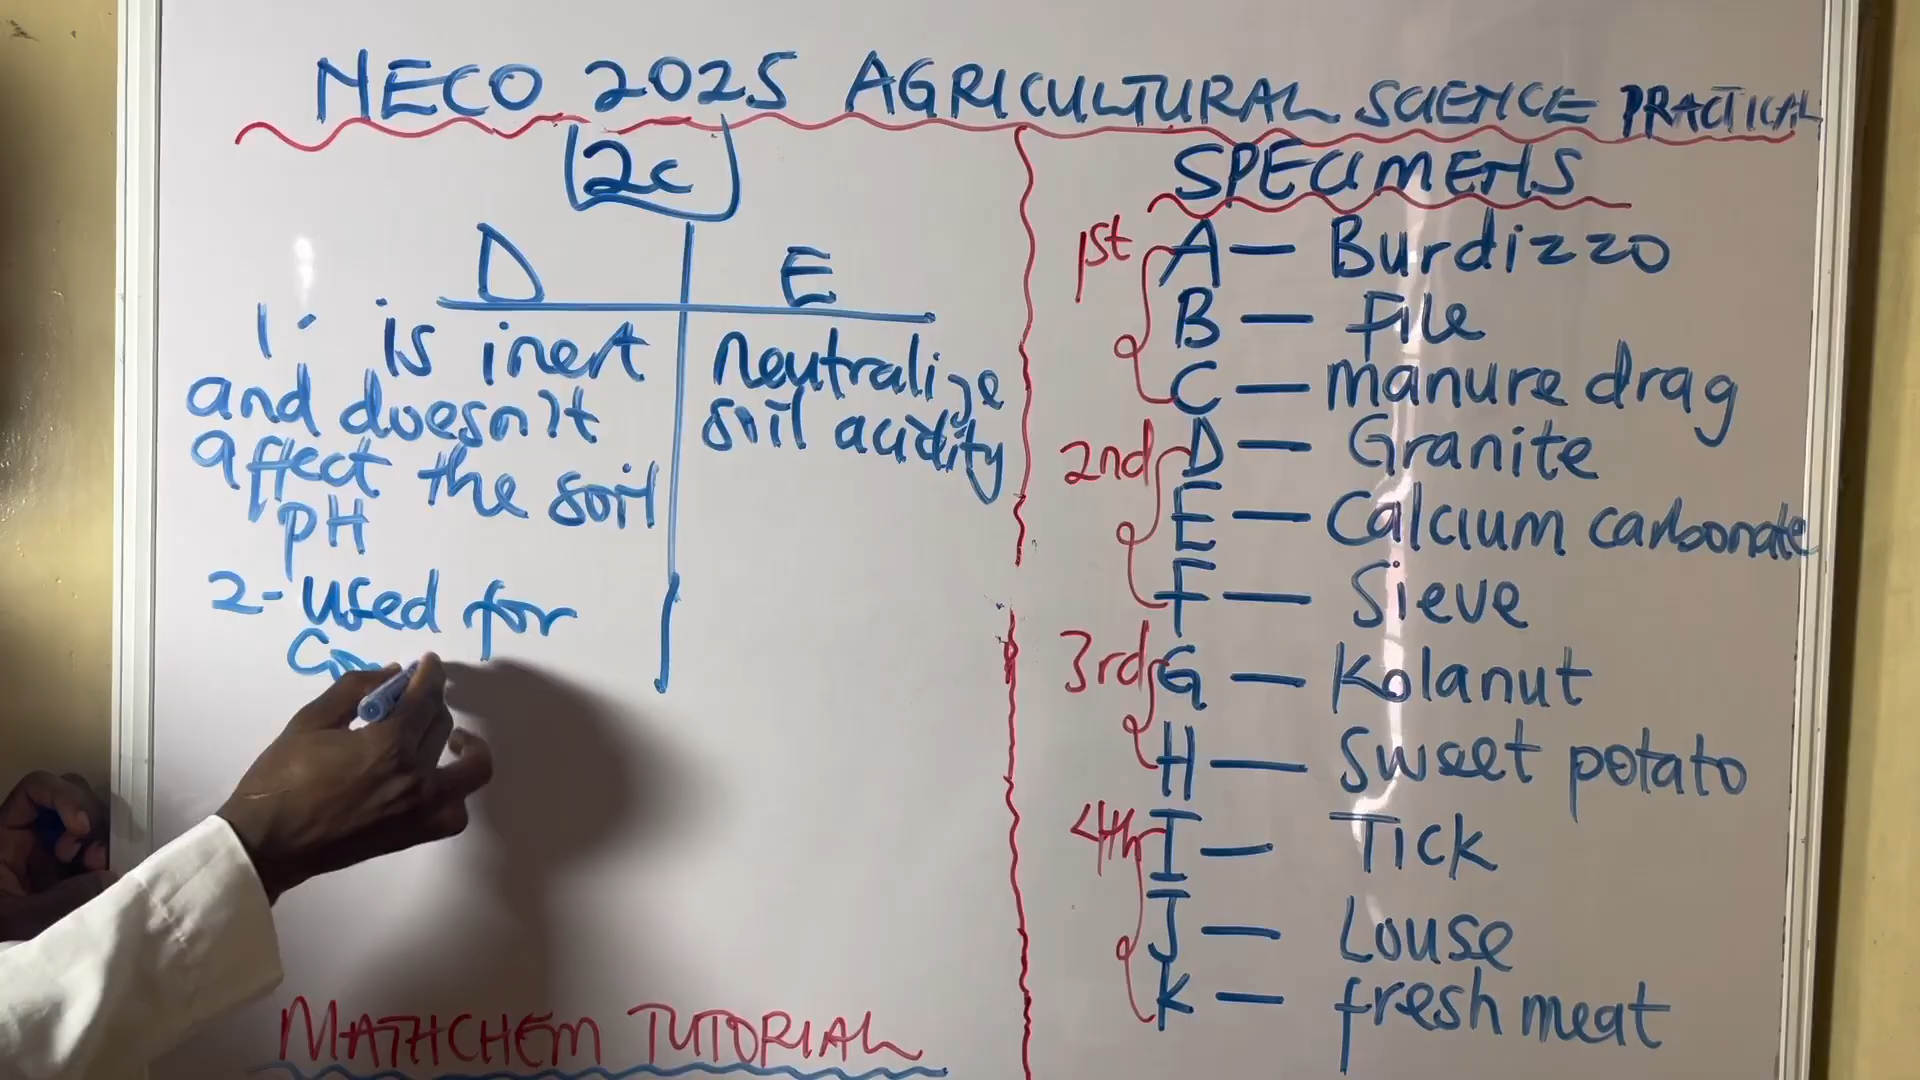 NECO 2025 AGRICULTURAL SCIENCE PRACTICAL
2c
D E
1. is inert
and doesn't
affect the soil
pH
2- used for
neutralize
soil acidity
SPECIMENS
1st A — Burdizzo
B — File
C — manure drag
2nd D — Granite
E — Calcium carbonate
F — Sieve
3rd G — Kolanut
H — Sweet potato
4th I — Tick
J — Louse
K — fresh meat
MATHCHEM TUTORIAL